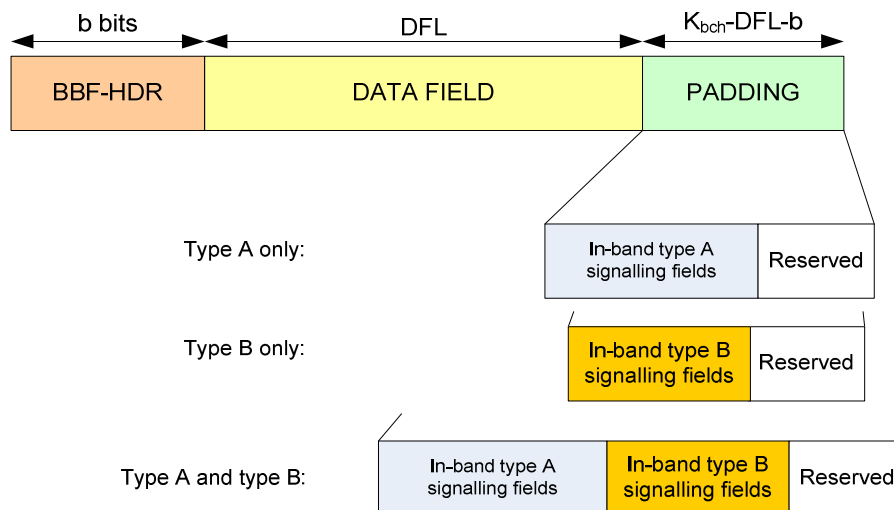 b bits
DFL
Kbch-DFL-b
BBF-HDR
DATA FIELD
PADDING
Type A only:
In-band type A
signalling fields
Reserved
Type B only:
In-band type B
signalling fields
Reserved
Type A and type B:
In-band type A
signalling fields
In-band type B
signalling fields
Reserved